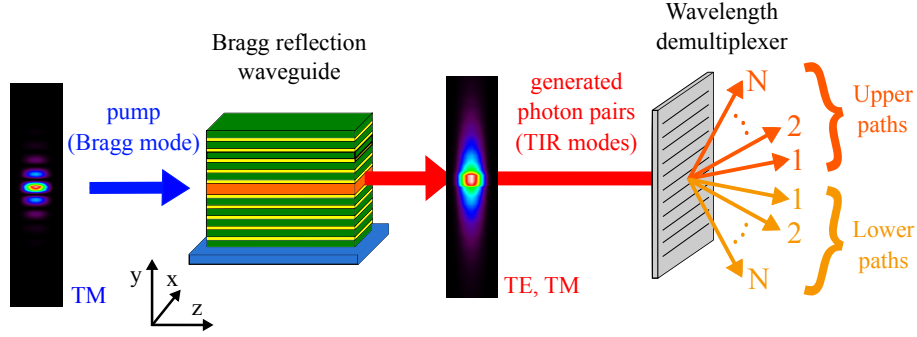 Bragg reflection
waveguide
Wavelength
demultiplexer
pump
(Bragg mode)
generated
photon pairs
(TIR modes)
N
2
1
1
2
N
Upper
paths
Lower
paths
y
x
z
TM
TE, TM